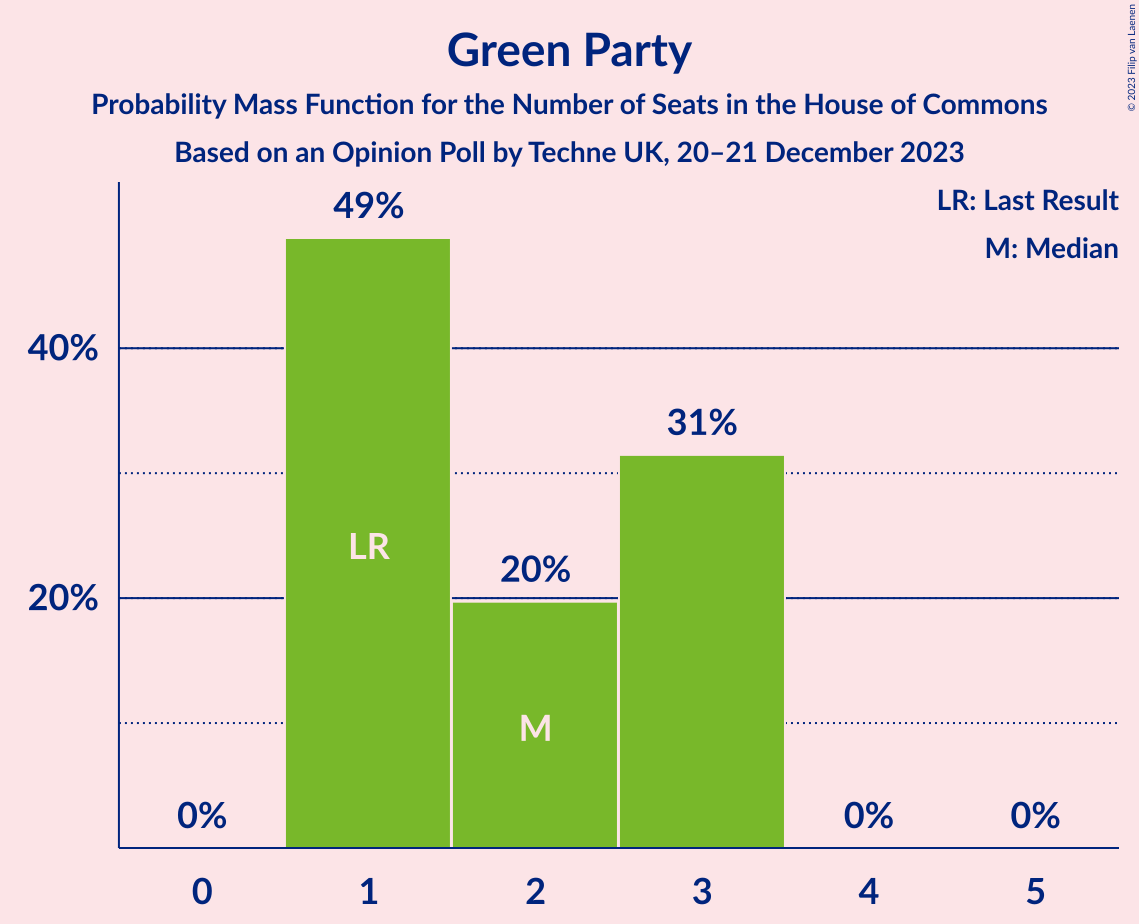 Green Party
Probability Mass Function for the Number of Seats in the House of Commons
Based on an Opinion Poll by Techne UK, 20–21 December 2023
© 2023 Filip van Laenen
LR: Last Result
M: Median
49%
40%
31%
LR
20%
20%
M
0%
0%
0%
0 1 2 3 4 5